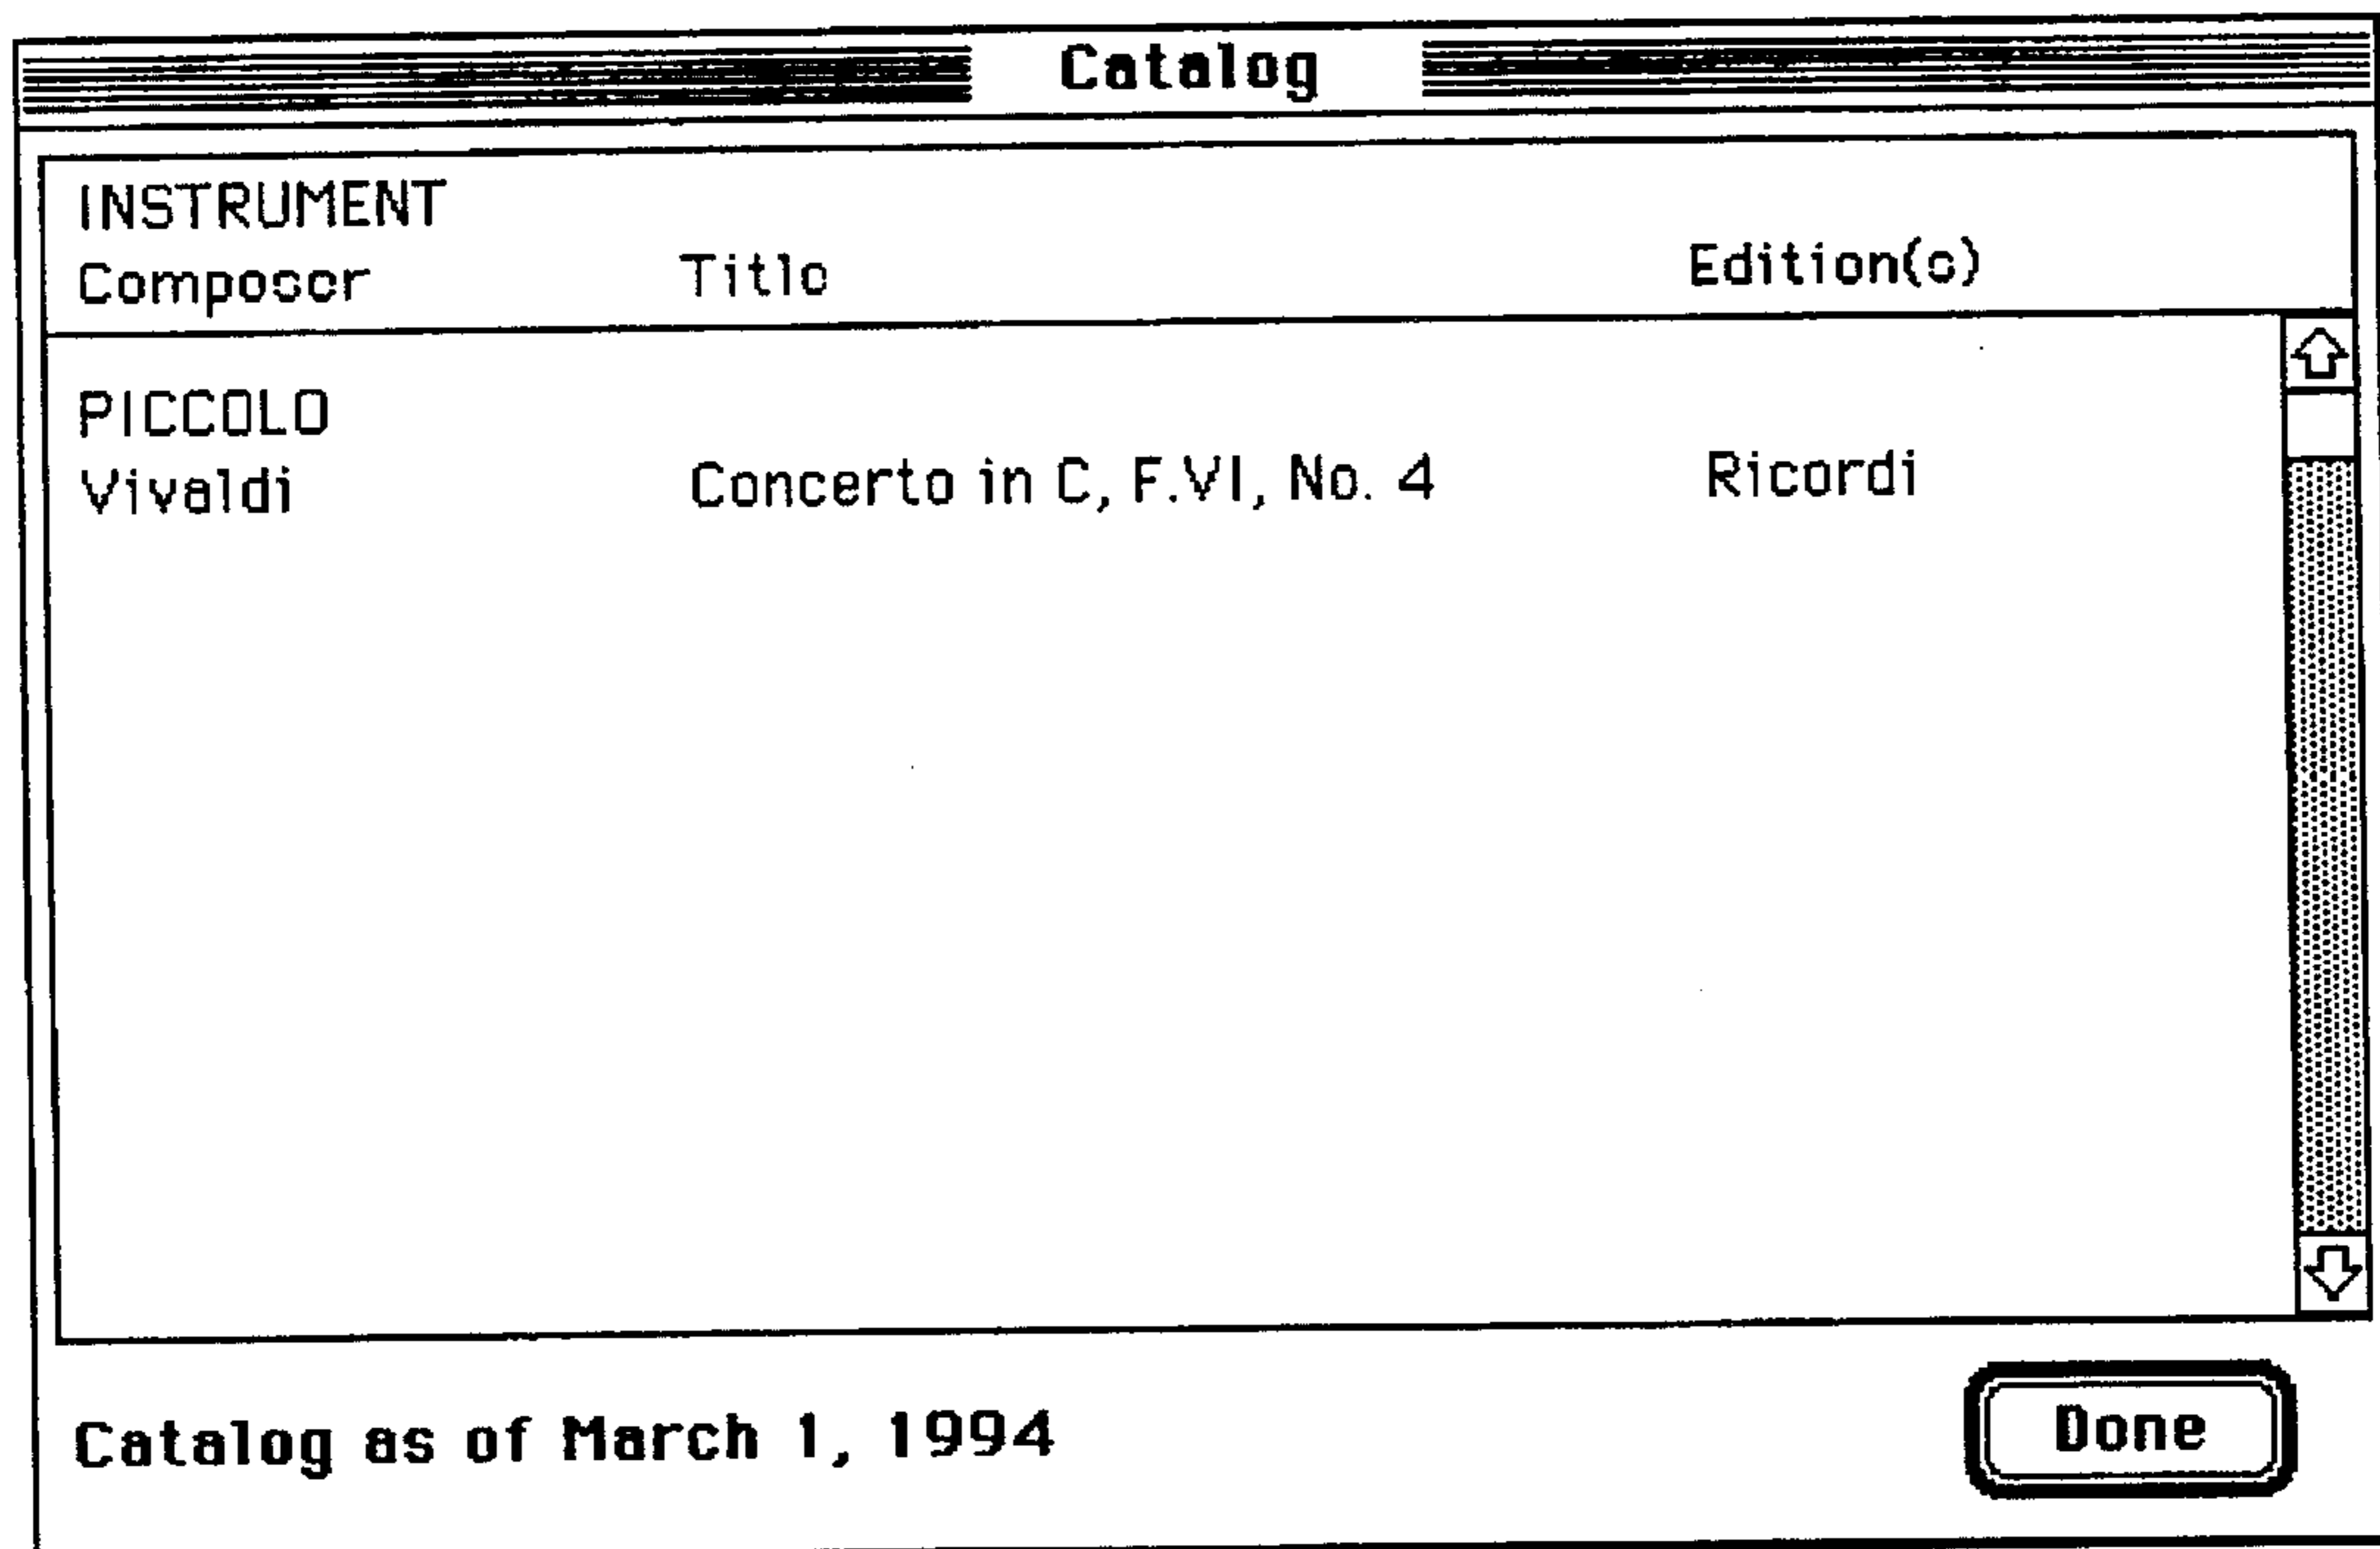 Catalog
INSTRUMENT
Composer Title Edition(s)
PICCOLO
Vivaldi Concerto in C, F.VI, No. 4 Ricordi
Catalog as of March 1, 1994 Done